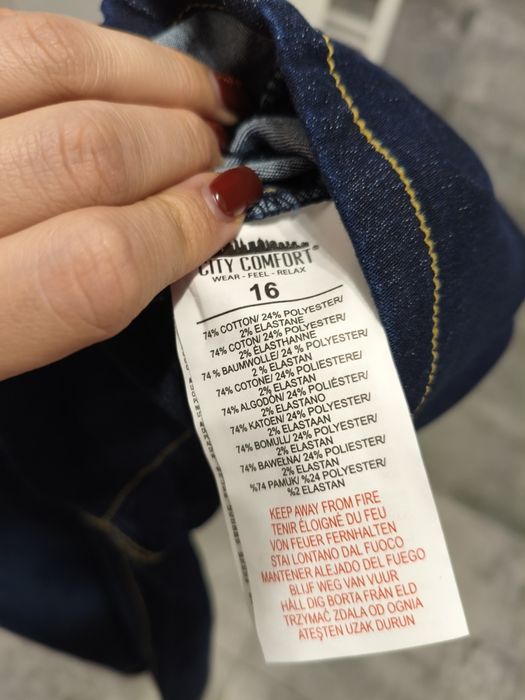 CITY COMFORT
WEAR - FEEL - RELAX
16
74% COTTON/ 24% POLYESTER/
2% ELASTANE
74% COTON/ 24% POLYESTER/
2% ELASTHANNE
74 % BAUMWOLLE/ 24 % POLYESTER/
2 % ELASTAN
74% COTONE/ 24% POLIESTERE/
2% ELASTAN
74% ALGODÓN/ 24% POLIÉSTER/
2% ELASTANO
74% KATOEN/ 24% POLYESTER/
2% ELASTAAN
74% BOMULL/ 24% POLYESTER/
2% ELASTAN
74% BAWEŁNA/ 24% POLIESTER/
2% ELASTAN
%74 PAMUK/ %24 POLYESTER/
%2 ELASTAN
KEEP AWAY FROM FIRE
TENIR ÉLOIGNÉ DU FEU
VON FEUER FERNHALTEN
STAI LONTANO DAL FUOCO
MANTENER ALEJADO DEL FUEGO
BLIJF WEG VAN VUUR
HÅLL DIG BORTA FRÅN ELD
TRZYMAĆ ZDALA OD OGNIA
ATEŞTEN UZAK DURUN